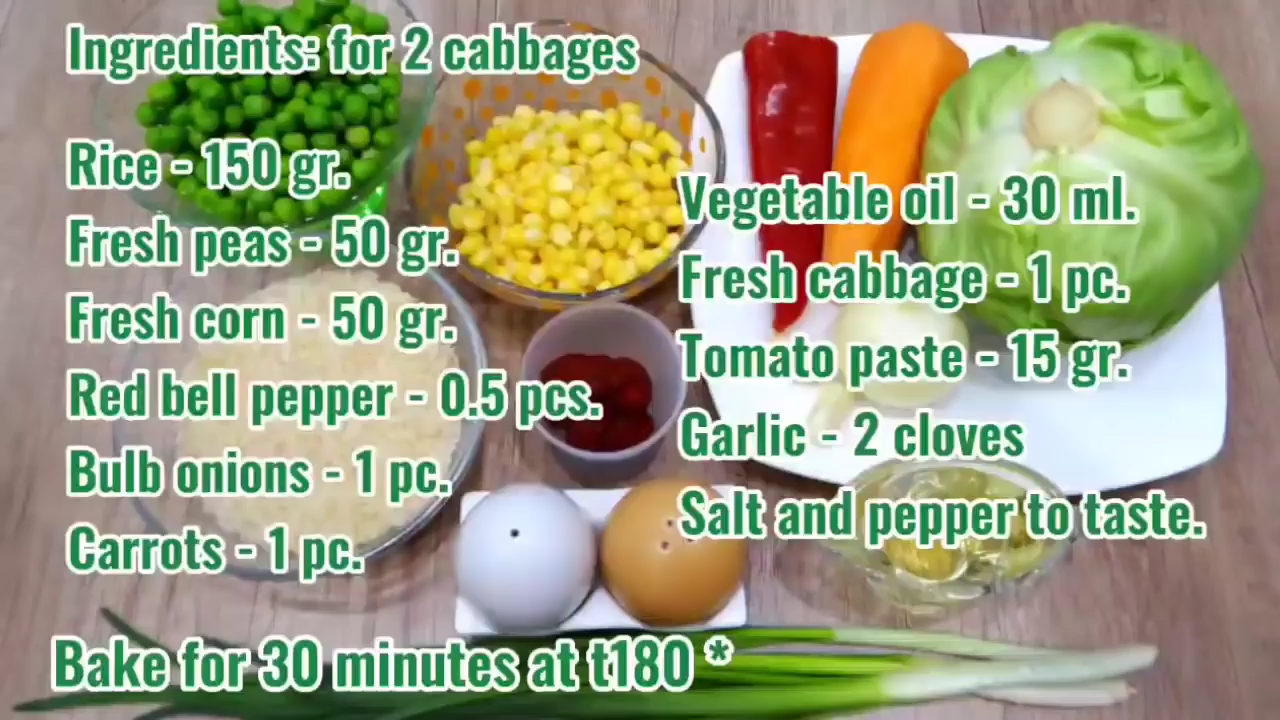 Ingredients: for 2 cabbages
Rice - 150 gr.
Fresh peas - 50 gr.
Fresh corn - 50 gr.
Red bell pepper - 0.5 pcs.
Bulb onions - 1 pc.
Carrots - 1 pc.
Vegetable oil - 30 ml.
Fresh cabbage - 1 pc.
Tomato paste - 15 gr.
Garlic - 2 cloves
Salt and pepper to taste.
Bake for 30 minutes at t180 *